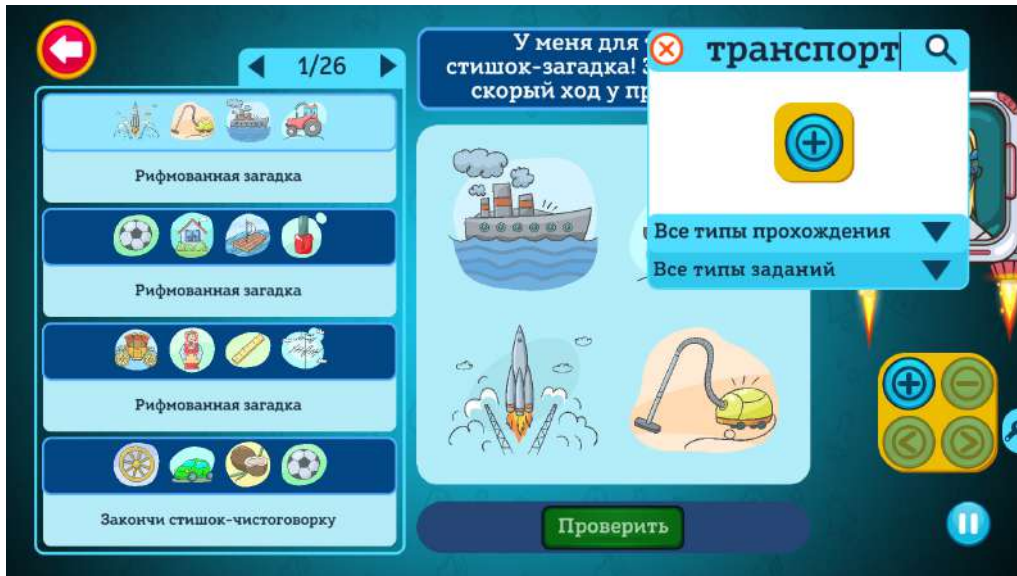 1/26
Рифмованная загадка
Рифмованная загадка
Рифмованная загадка
Закончи стишок-чистоговорку
У меня для
стишок-загадка!
скорый ход у
транспорт
Все типы прохождения
Все типы заданий
Проверить